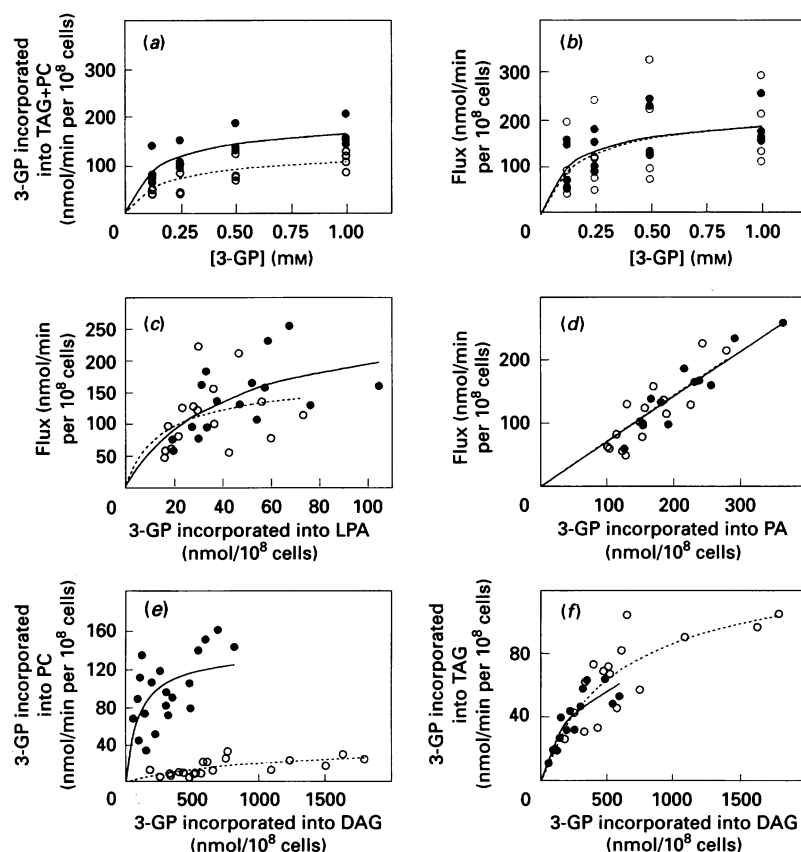 (a)
3-GP incorporated
into TAG+PC
(nmol/min per 10⁸ cells)
300
200
100
0
0.25 0.50 0.75 1.00
[3-GP] (mM)
(b)
Flux (nmol/min
per 10⁸ cells)
300
200
100
0
0.25 0.50 0.75 1.00
[3-GP] (mM)
(c)
Flux (nmol/min
per 10⁸ cells)
250
200
150
100
50
0
20 40 60 80 100
3-GP incorporated into LPA
(nmol/10⁸ cells)
(d)
Flux (nmol/min
per 10⁸ cells)
200
100
0
100 200 300
3-GP incorporated into PA
(nmol/10⁸ cells)
(e)
3-GP incorporated
into PC
(nmol/min per 10⁸ cells)
160
120
80
40
0
500 1000 1500
3-GP incorporated into DAG
(nmol/10⁸ cells)
(f)
3-GP incorporated
into TAG
(nmol/min per 10⁸ cells)
80
40
0
500 1000 1500
3-GP incorporated into DAG
(nmol/10⁸ cells)